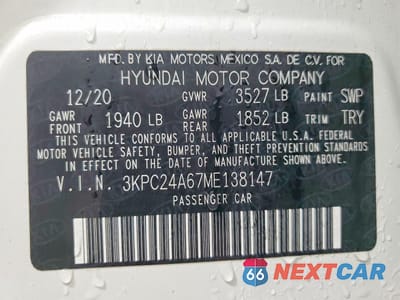 MFD. BY KIA MOTORS MEXICO S.A. DE C.V. FOR
HYUNDAI MOTOR COMPANY
12/20 GVWR 3527 LB PAINT SWP
GAWR FRONT 1940 LB GAWR REAR 1852 LB TRIM TRY
THIS VEHICLE CONFORMS TO ALL APPLICABLE U.S.A. FEDERAL
MOTOR VEHICLE SAFETY, BUMPER, AND THEFT PREVENTION STANDARDS
IN EFFECT ON THE DATE OF MANUFACTURE SHOWN ABOVE.
V.I.N. 3KPC24A67ME138147
PASSENGER CAR
66 NEXTCAR